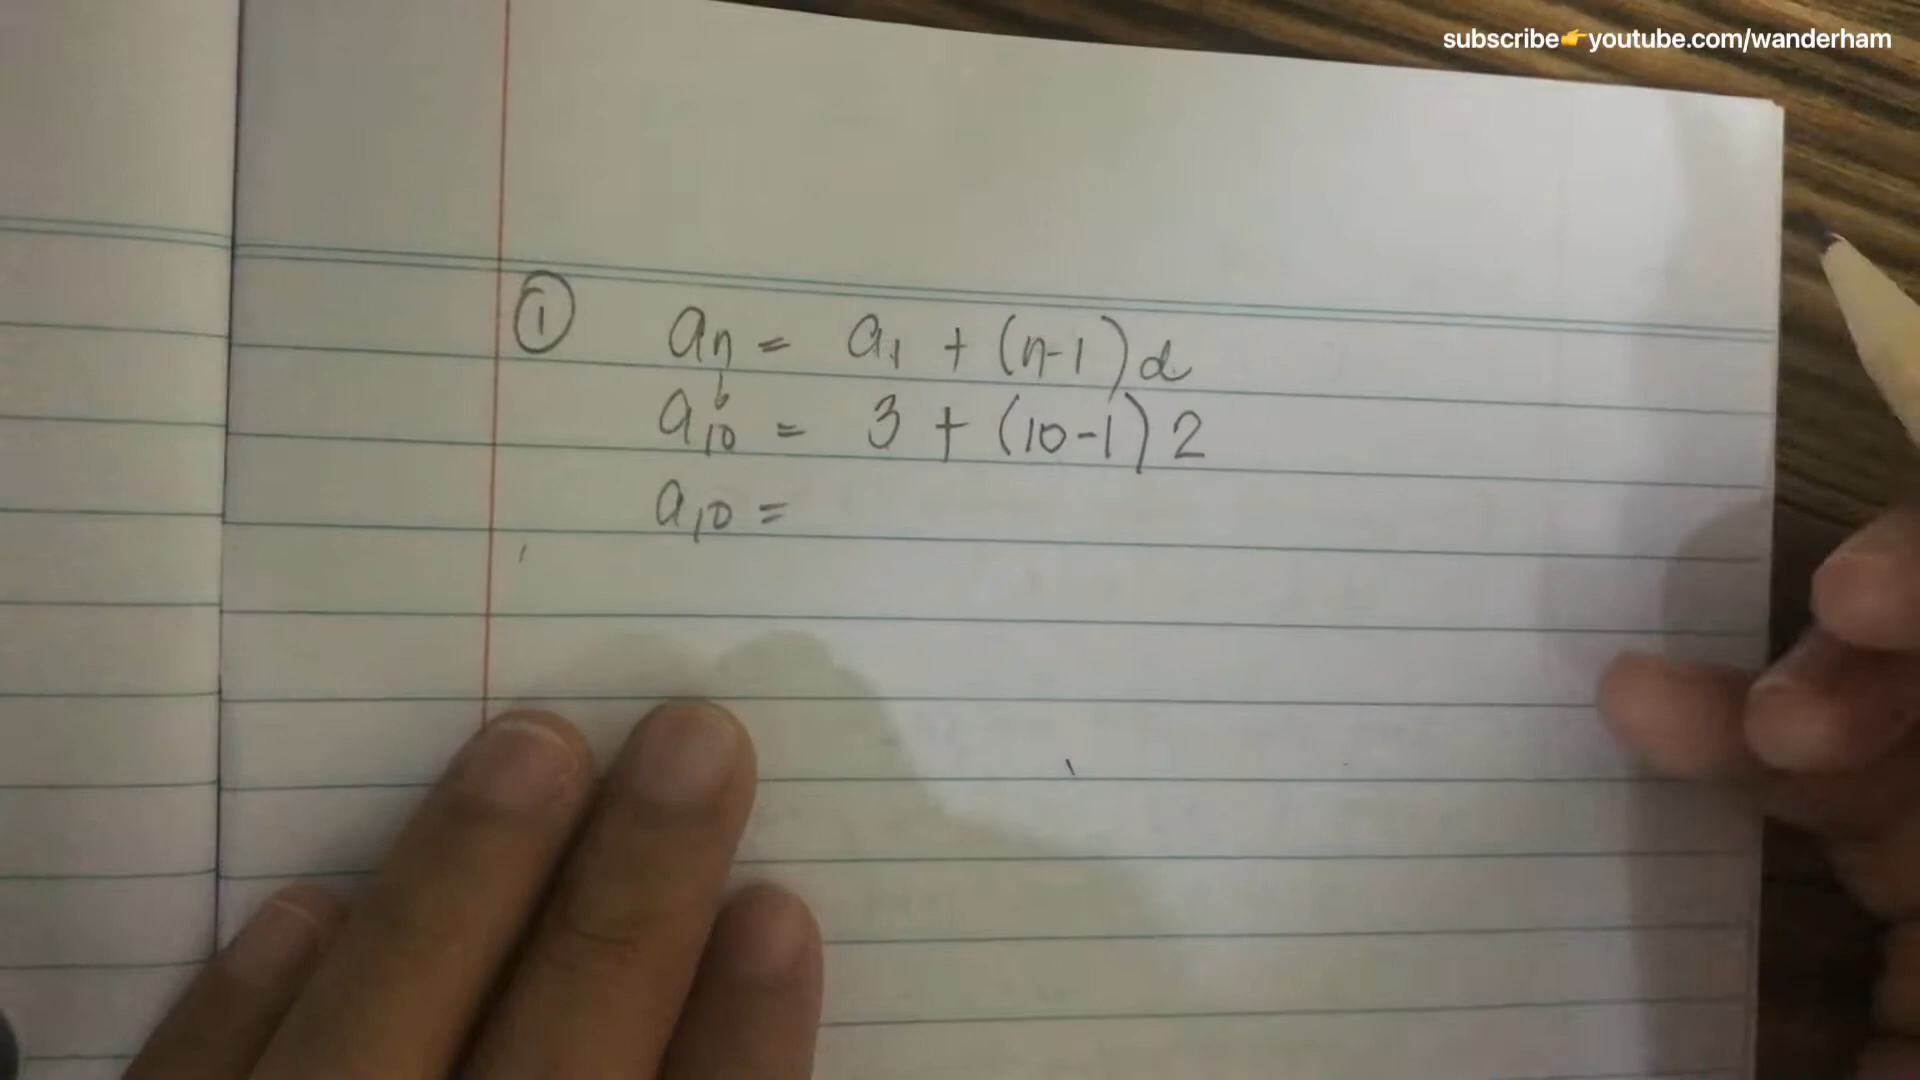 subscribe👉youtube.com/wanderham
① an = a₁ + (n-1)d
a₁₀ = 3 + (10-1)2
a₁₀ =